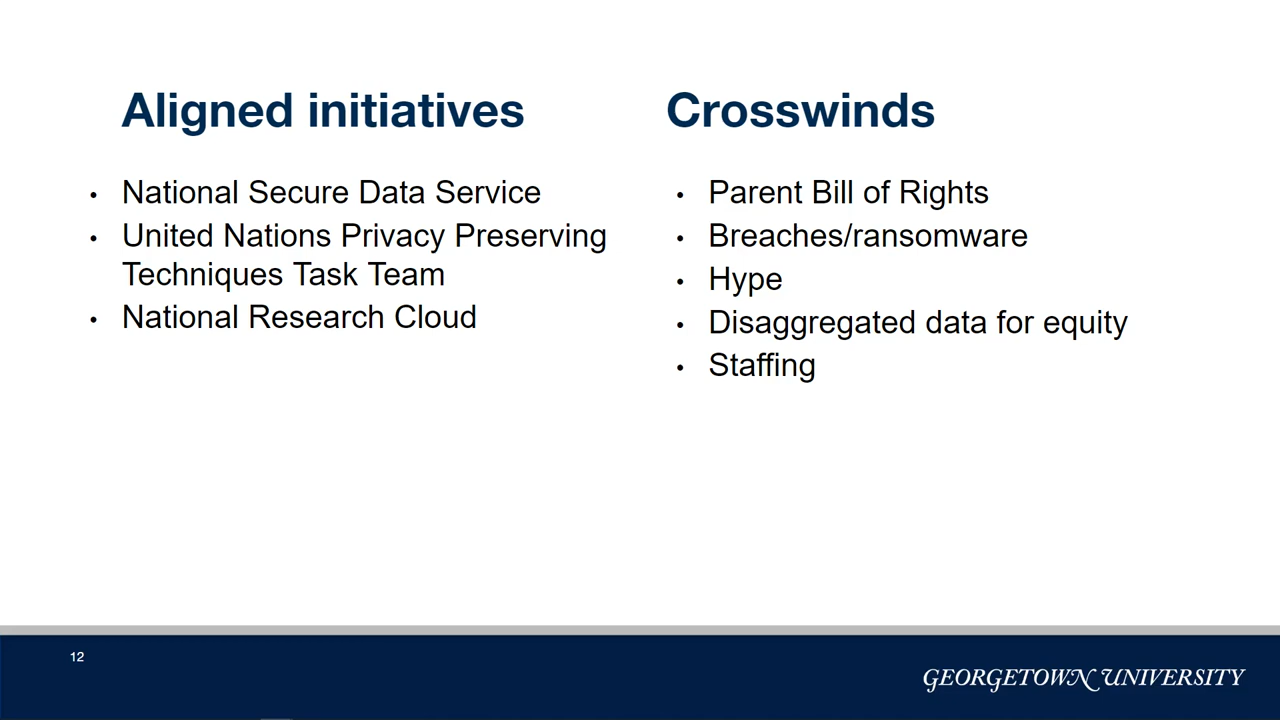 Aligned initiatives
• National Secure Data Service
• United Nations Privacy Preserving
Techniques Task Team
• National Research Cloud
Crosswinds
• Parent Bill of Rights
• Breaches/ransomware
• Hype
• Disaggregated data for equity
• Staffing
12
GEORGETOWN UNIVERSITY